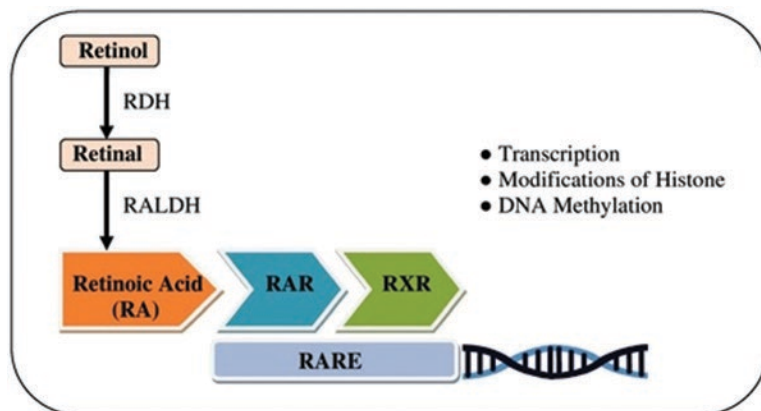 Retinol
RDH
Retinal
RALDH
● Transcription
● Modifications of Histone
● DNA Methylation
Retinoic Acid
(RA)
RAR
RXR
RARE